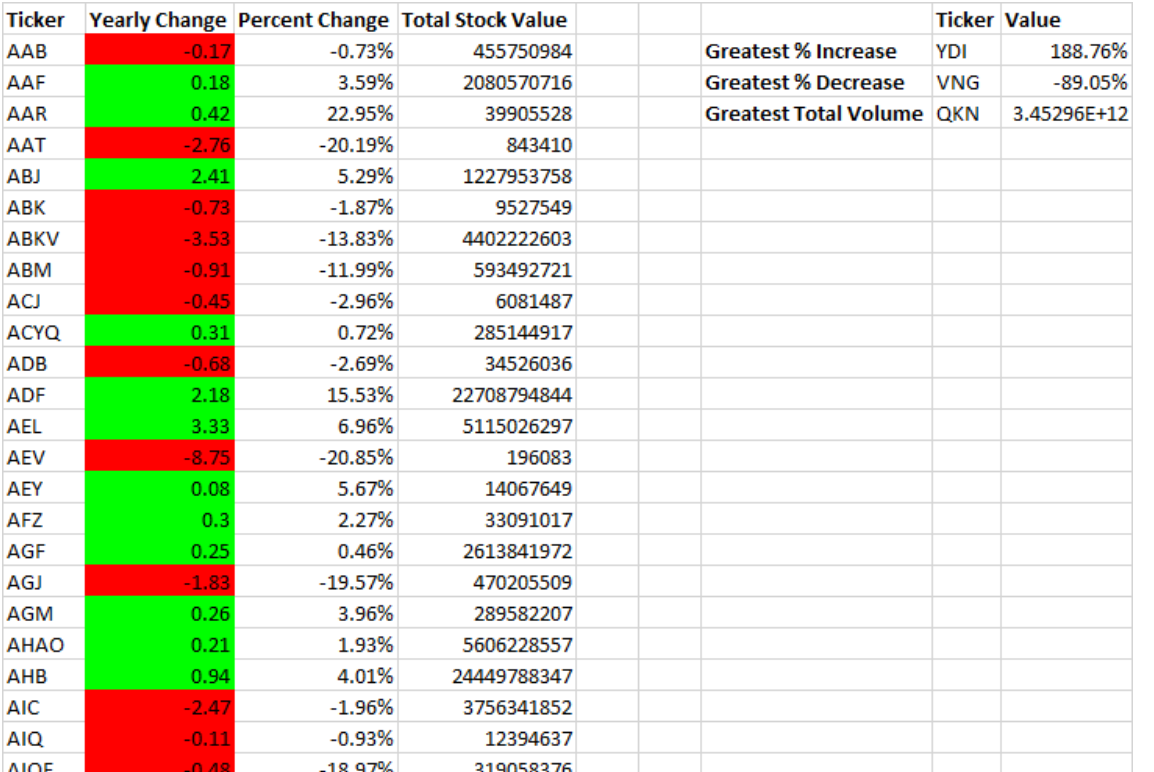 Ticker Yearly Change Percent Change Total Stock Value Ticker Value
AAB -0.17 -0.73% 455750984 Greatest % Increase YDI 188.76%
AAF 0.18 3.59% 2080570716 Greatest % Decrease VNG -89.05%
AAR 0.42 22.95% 39905528 Greatest Total Volume QKN 3.45296E+12
AAT -2.76 -20.19% 843410
ABJ 2.41 5.29% 1227953758
ABK -0.73 -1.87% 9527549
ABKV -3.53 -13.83% 4402222603
ABM -0.91 -11.99% 593492721
ACJ -0.45 -2.96% 6081487
ACYQ 0.31 0.72% 285144917
ADB -0.68 -2.69% 34526036
ADF 2.18 15.53% 22708794844
AEL 3.33 6.96% 5115026297
AEV -8.75 -20.85% 196083
AEY 0.08 5.67% 14067649
AFZ 0.3 2.27% 33091017
AGF 0.25 0.46% 2613841972
AGJ -1.83 -19.57% 470205509
AGM 0.26 3.96% 289582207
AHAO 0.21 1.93% 5606228557
AHB 0.94 4.01% 24449788347
AIC -2.47 -1.96% 3756341852
AIQ -0.11 -0.93% 12394637
-0.48 -18.97% 319058376